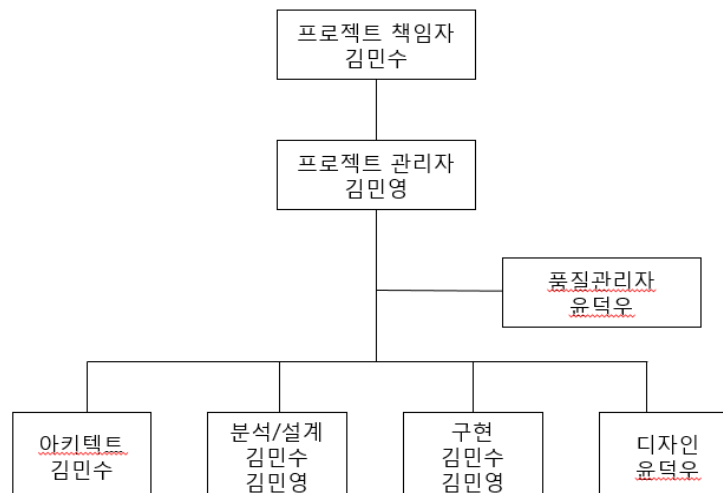 프로젝트 책임자
김민수
프로젝트 관리자
김민영
품질관리자
윤덕우
아키텍트
김민수
분석/설계
김민수
김민영
구현
김민수
김민영
디자인
윤덕우